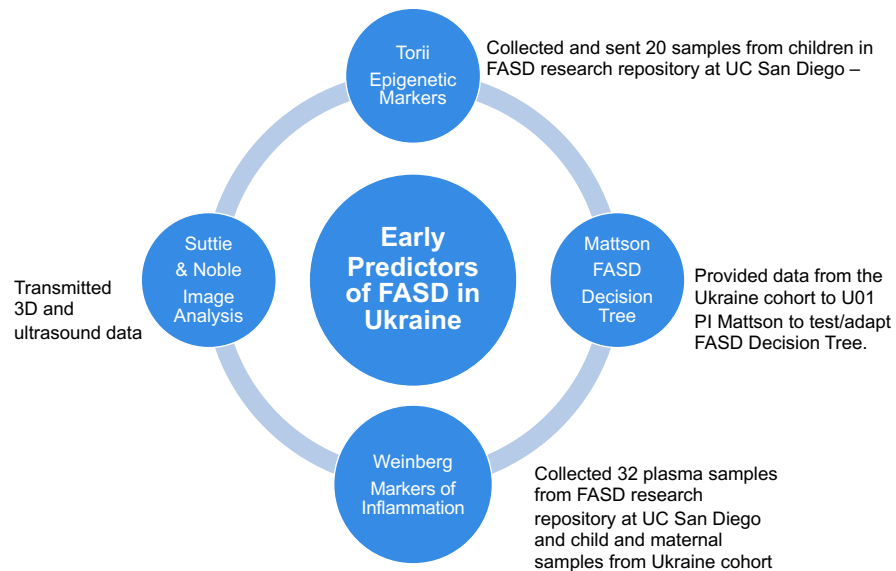 Torii
Epigenetic
Markers
Collected and sent 20 samples from children in
FASD research repository at UC San Diego –
Early
Predictors
of FASD in
Ukraine
Suttie
& Noble
Image
Analysis
Transmitted
3D and
ultrasound data
Mattson
FASD
Decision
Tree
Provided data from the
Ukraine cohort to U01
PI Mattson to test/adapt
FASD Decision Tree.
Weinberg
Markers of
Inflammation
Collected 32 plasma samples
from FASD research
repository at UC San Diego
and child and maternal
samples from Ukraine cohort